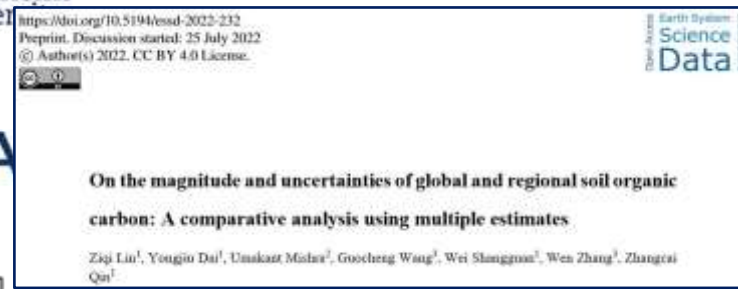 https://doi.org/10.5194/essd-2022-232
Preprint. Discussion started: 25 July 2022
© Author(s) 2022. CC BY 4.0 License.
Open Access
Earth System
Science
Data
On the magnitude and uncertainties of global and regional soil organic
carbon: A comparative analysis using multiple estimates
Ziqi Lin¹, Yongjiu Dai¹, Umakant Mishra², Guocheng Wang³, Wei Shangguan¹, Wen Zhang³, Zhangcai
Qin¹